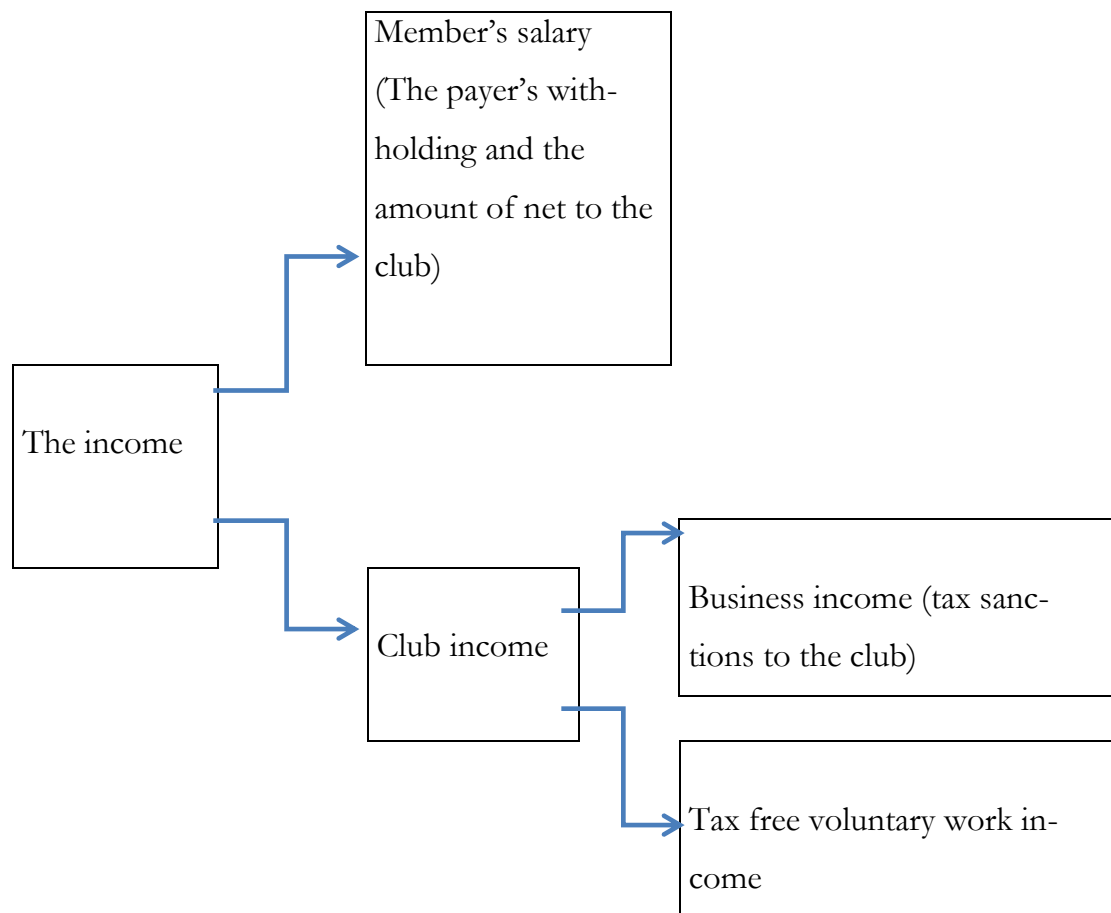 Member’s salary
(The payer’s with-
holding and the
amount of net to the
club)
The income
Club income
Business income (tax sanc-
tions to the club)
Tax free voluntary work in-
come